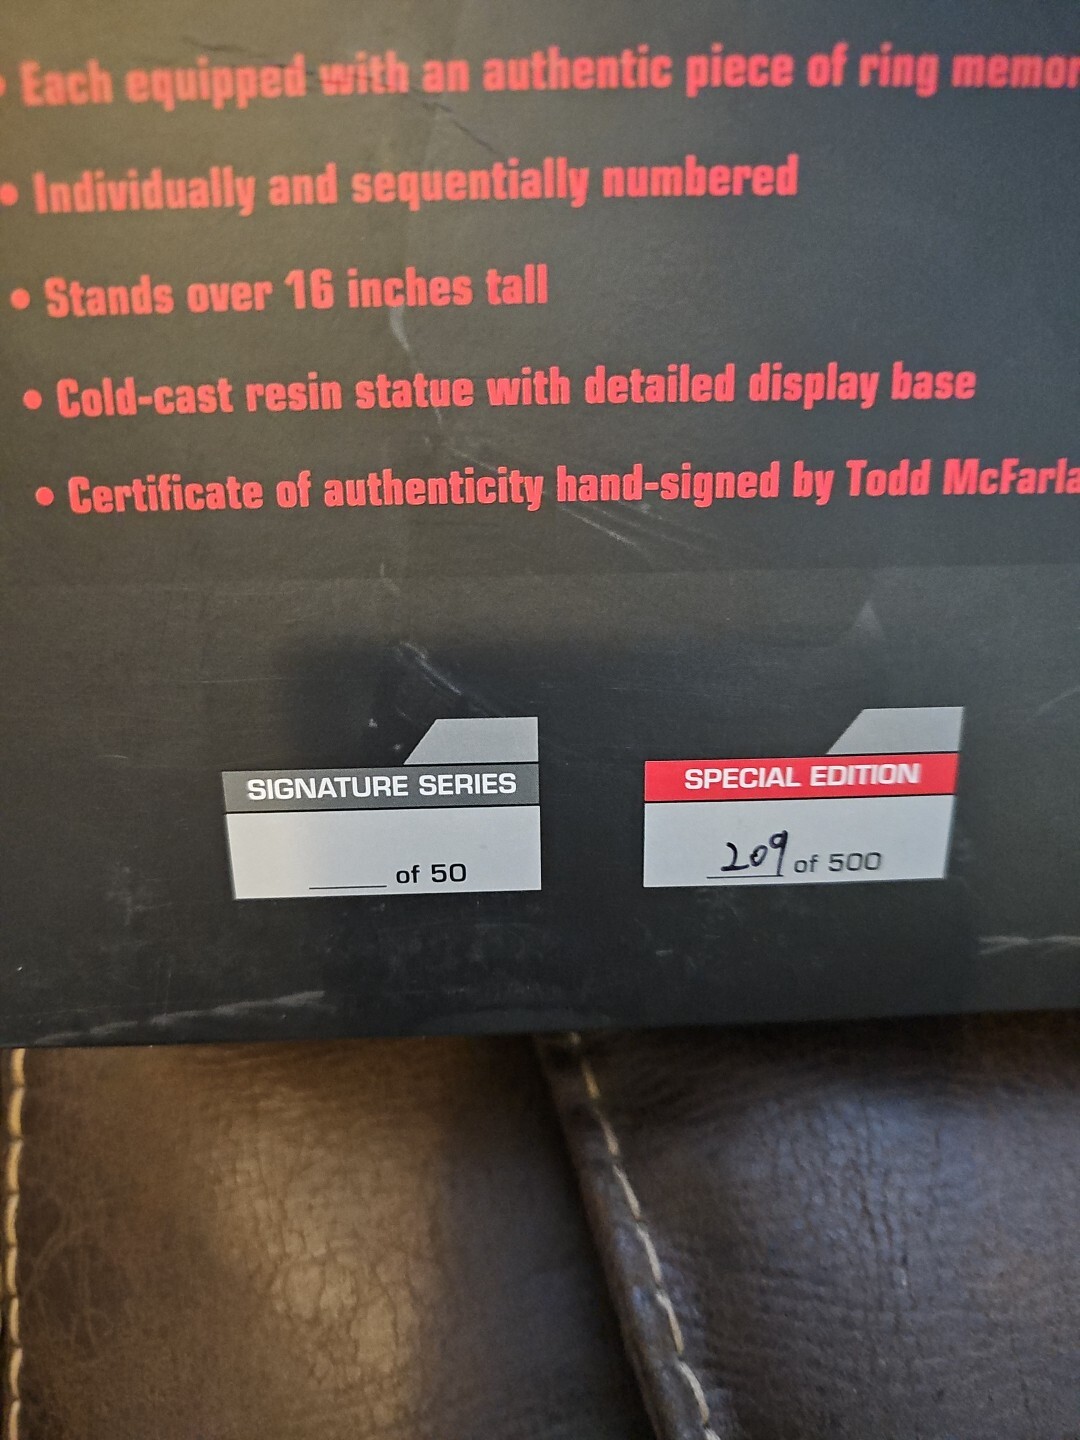 • Each equipped with an authentic piece of ring
• Individually and sequentially numbered
• Stands over 16 inches tall
• Cold-cast resin statue with detailed display base
• Certificate of authenticity hand-signed by Todd McFarla
SIGNATURE SERIES
____ of 50
SPECIAL EDITION
209 of 500